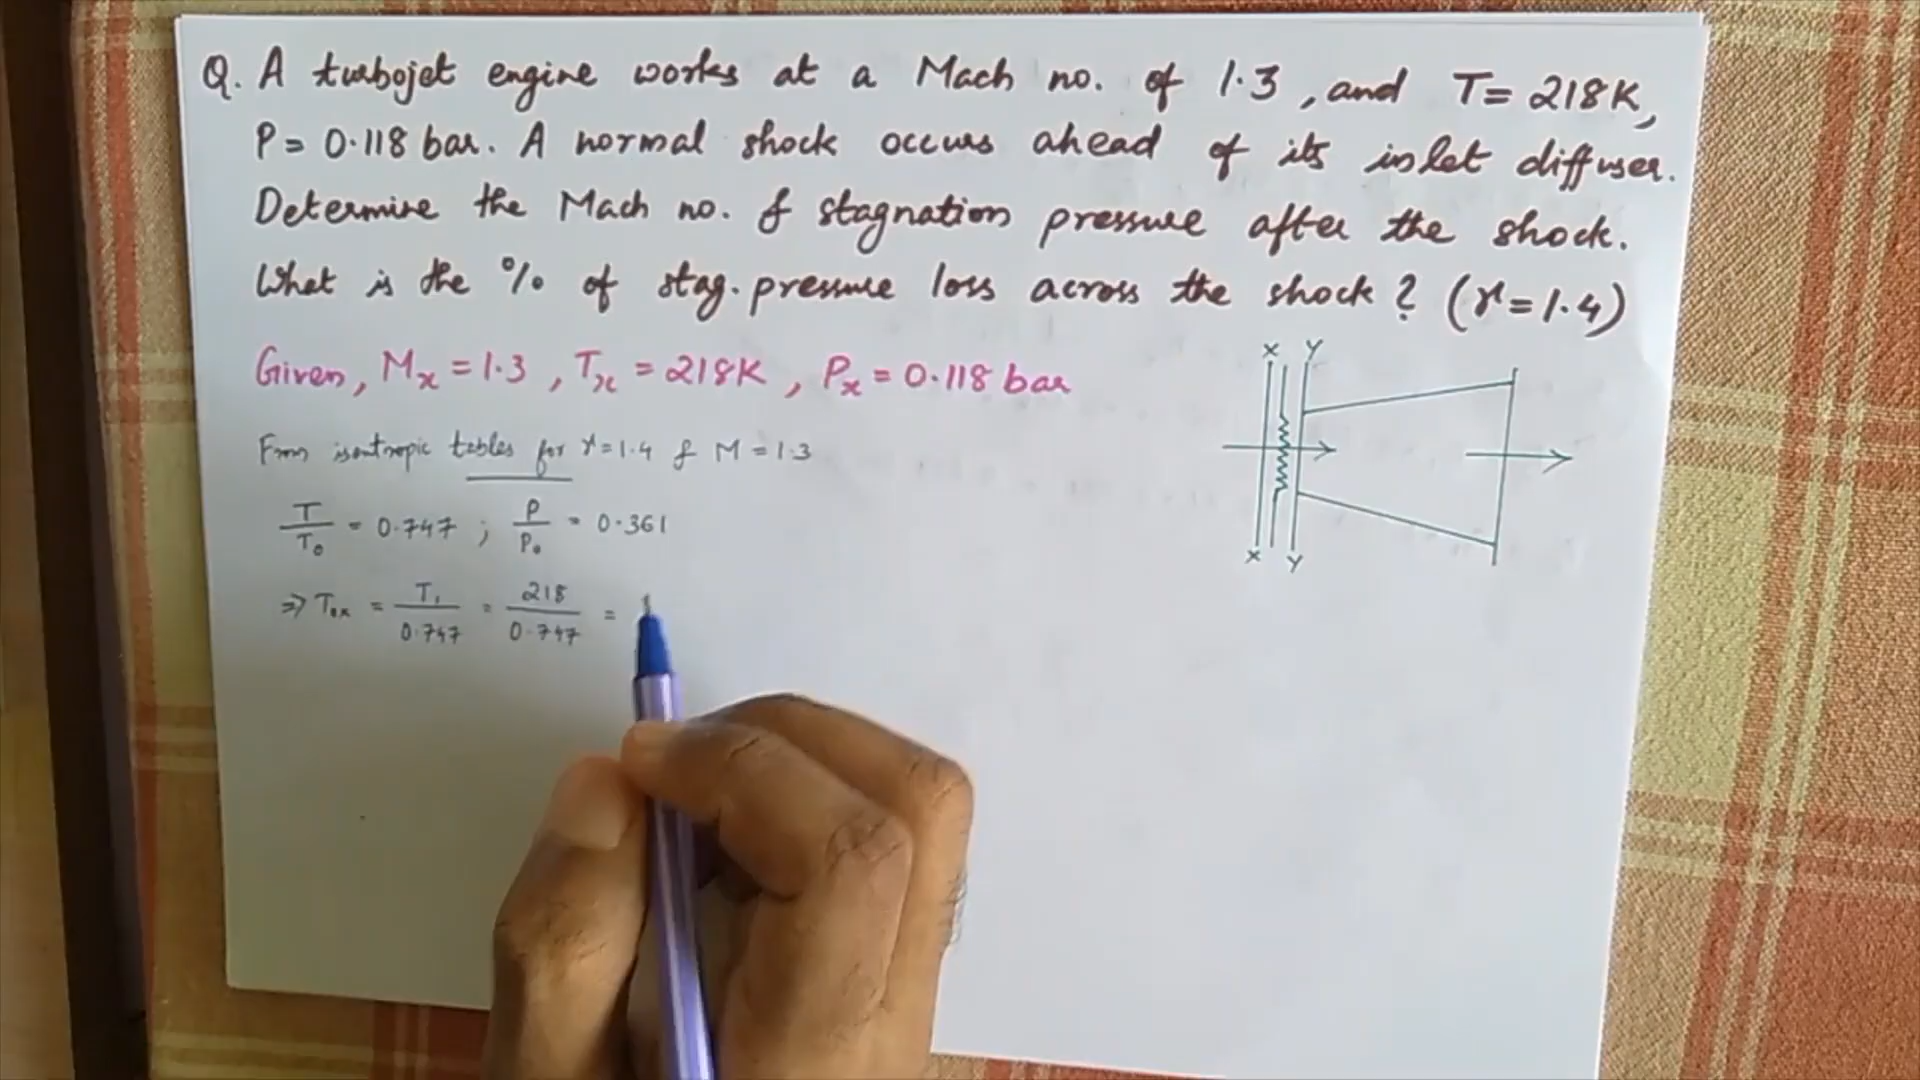 Q. A turbojet engine works at a Mach no. of 1.3, and T = 218K,
P = 0.118 bar. A normal shock occurs ahead of its inlet diffuser.
Determine the Mach no. & stagnation pressure after the shock.
What is the % of stag. pressure loss across the shock? (γ = 1.4)
Given, Mx = 1.3, Tx = 218K, Px = 0.118 bar
x y
From isentropic tables for γ = 1.4 & M = 1.3
T/T₀ = 0.747 ; P/P₀ = 0.361
x y
⇒ T₀x = T₁/0.747 = 218/0.747 =